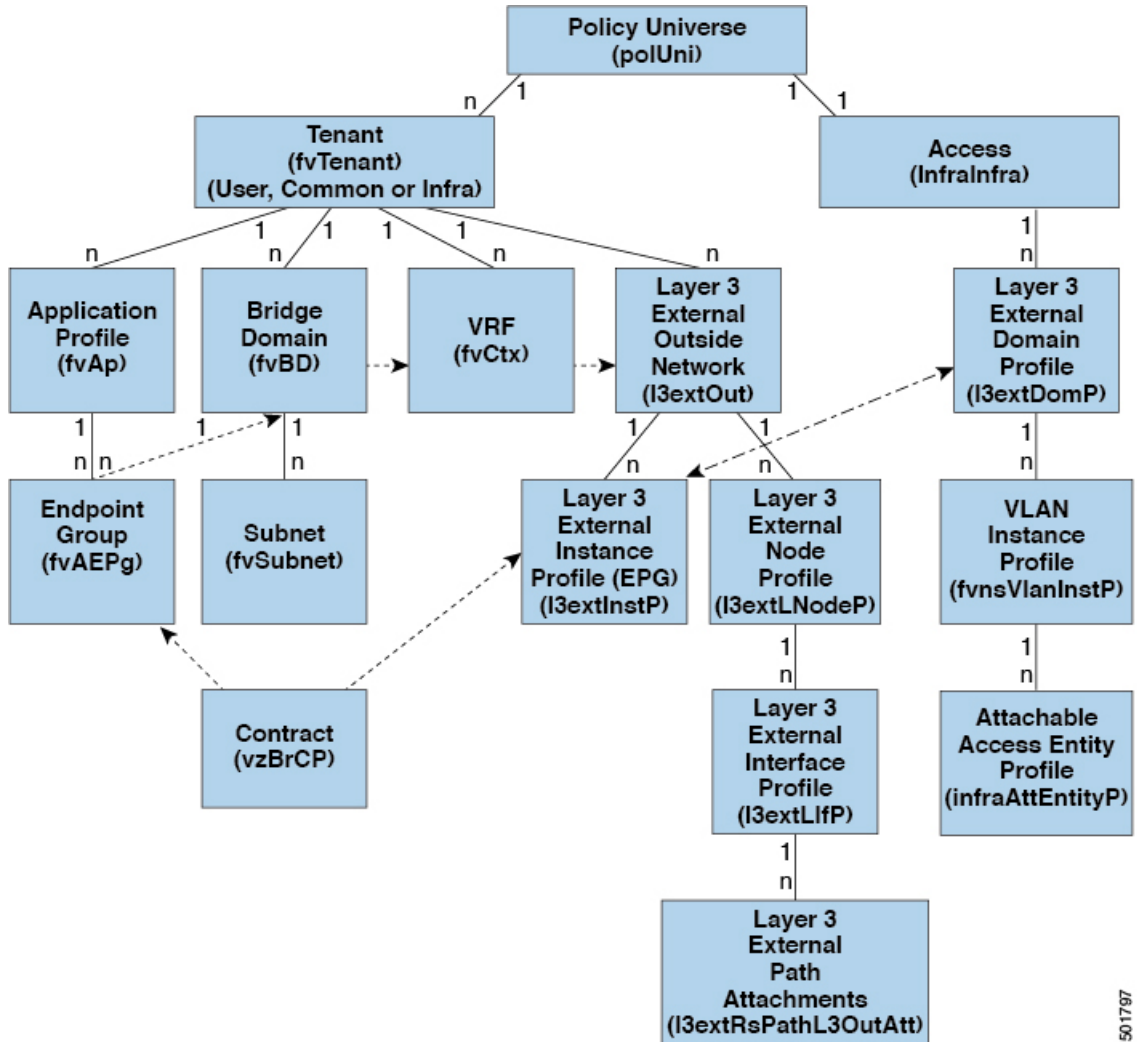 Policy Universe
(polUni)
1
1
n
1
Tenant
(fvTenant)
(User, Common or Infra)
Access
(InfraInfra)
1
1
1
1
1
n
n
n
n
n
Application
Profile
(fvAp)
Bridge
Domain
(fvBD)
VRF
(fvCtx)
Layer 3
External
Outside
Network
(l3extOut)
Layer 3
External
Domain
Profile
(l3extDomP)
1
1
1
1
1
1
n
n
n
n
n
n
Endpoint
Group
(fvAEPg)
Subnet
(fvSubnet)
Layer 3
External
Instance
Profile (EPG)
(l3extInstP)
Layer 3
External
Node
Profile
(l3extLNodeP)
VLAN
Instance
Profile
(fvnsVlanInstP)
1
1
n
n
Contract
(vzBrCP)
Layer 3
External
Interface
Profile
(l3extLIfP)
Attachable
Access Entity
Profile
(infraAttEntityP)
1
n
Layer 3
External
Path
Attachments
(l3extRsPathL3OutAtt)
501797